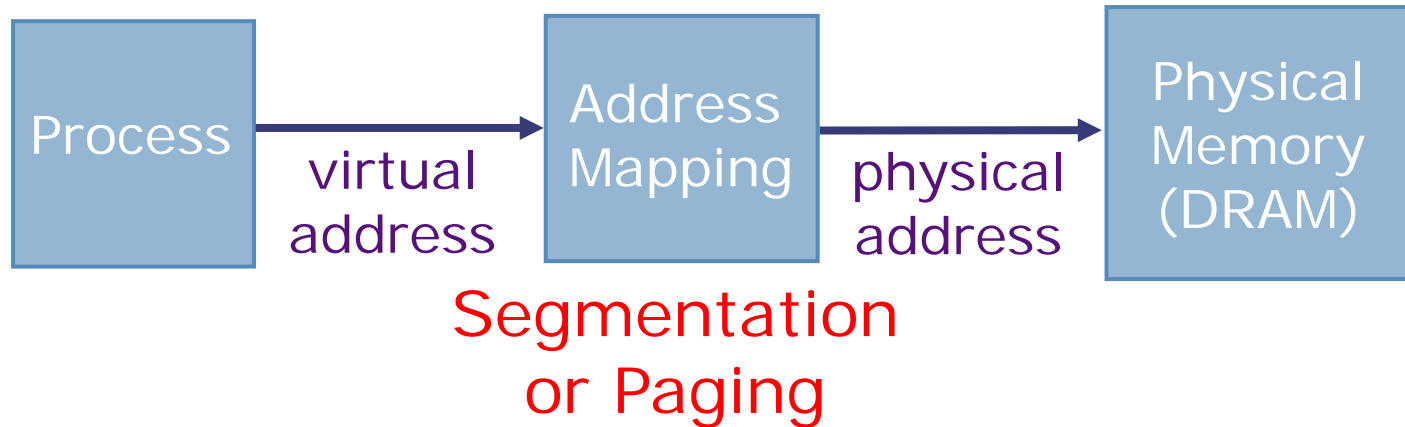 Process
virtual
address
Address
Mapping
physical
address
Physical
Memory
(DRAM)
Segmentation
or Paging